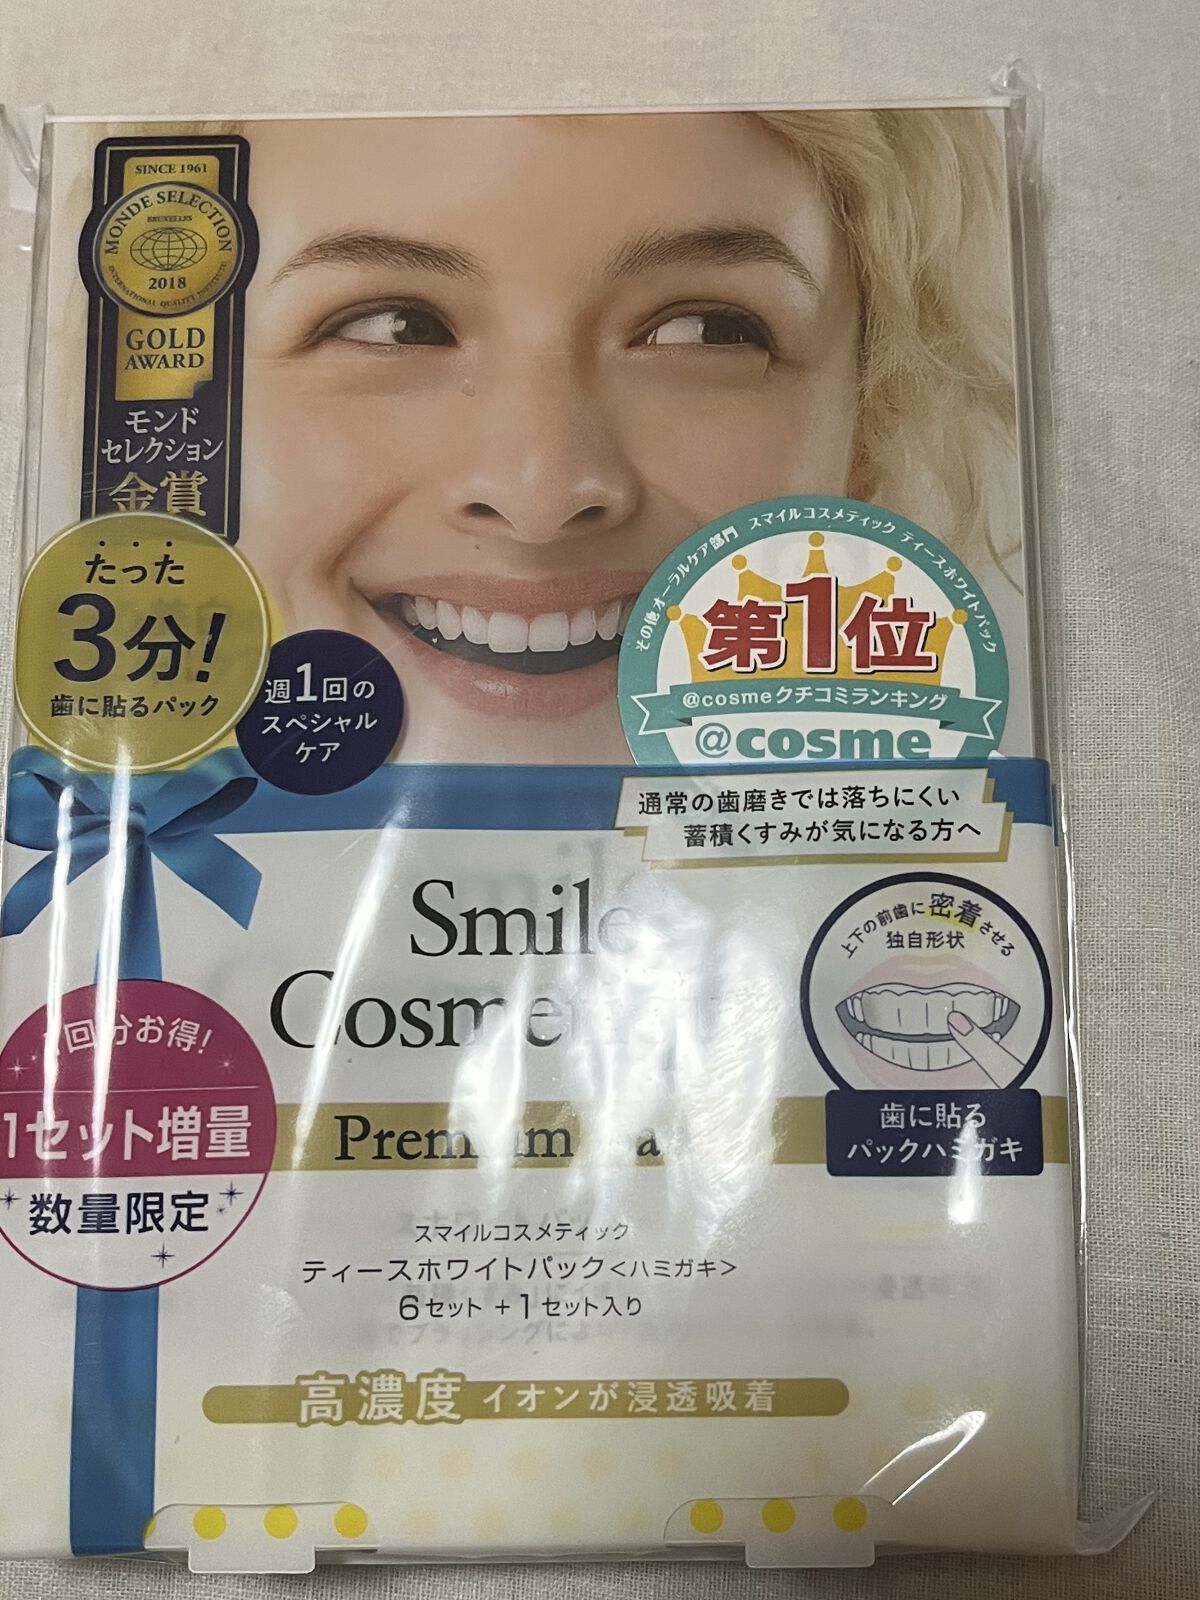 SINCE 1961
MONDE SELECTION
BRUXELLES
INTERNATIONAL QUALITY INSTITUTE
2018
GOLD
AWARD
モンド
セレクション
金賞
たった
3分!
歯に貼るパック
週1回の
スペシャル
ケア
その他オーラルケア部門 スマイルコスメティック ティースホワイトパック
第1位
@cosmeクチコミランキング
@cosme
通常の歯磨きでは落ちにくい
蓄積くすみが気になる方へ
Smile
Cosmetique
上下の前歯に密着させる
独自形状
歯に貼る
パックハミガキ
1回分お得!
1セット増量
数量限定
Premium
スマイルコスメティック
ティースホワイトパック<ハミガキ>
6セット +1セット入り
高濃度 イオンが浸透吸着